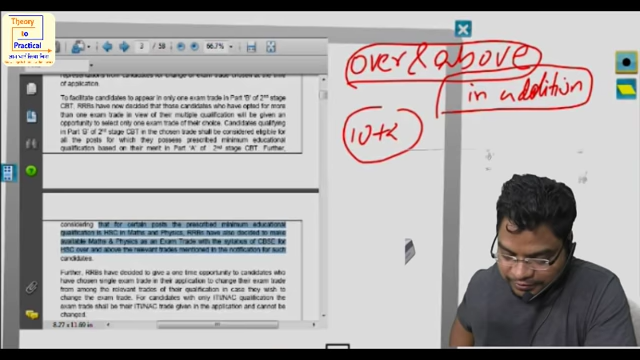 Theory
to
Practical
3 / 58
66.7%
over & above
in addition
10+2
representations from candidates for change of exam trade chosen at the time
of application.
To facilitate candidates to appear in only one exam trade in Part 'B' of 2nd stage
CBT, RRBs have now decided that those candidates who have opted for more
than one exam trade in view of their multiple qualification will be given an
opportunity to select only one exam trade of their choice. Candidates qualifying
in Part 'B' of 2nd stage CBT in the chosen trade shall be considered eligible for
all the posts for which they possess prescribed minimum educational
qualification based on their merit in Part 'A' of 2nd stage CBT. Further,
considering that for certain posts the prescribed minimum educational
qualification is HSC in Maths and Physics, RRBs have also decided to make
available Maths & Physics as an Exam Trade with the syllabus of CBSC for
HSC over and above the relevant trades mentioned in the notification for such
candidates.
Further, RRBs have decided to give a one time opportunity to candidates who
have chosen single exam trade in their application to change their exam trade
from among the relevant trades of their qualification in case they wish to
change the exam trade. For candidates with only ITI/NAC qualification the
exam trade shall be their ITI/NAC trade given in the application and cannot be
changed.
8.27 x 11.69 in